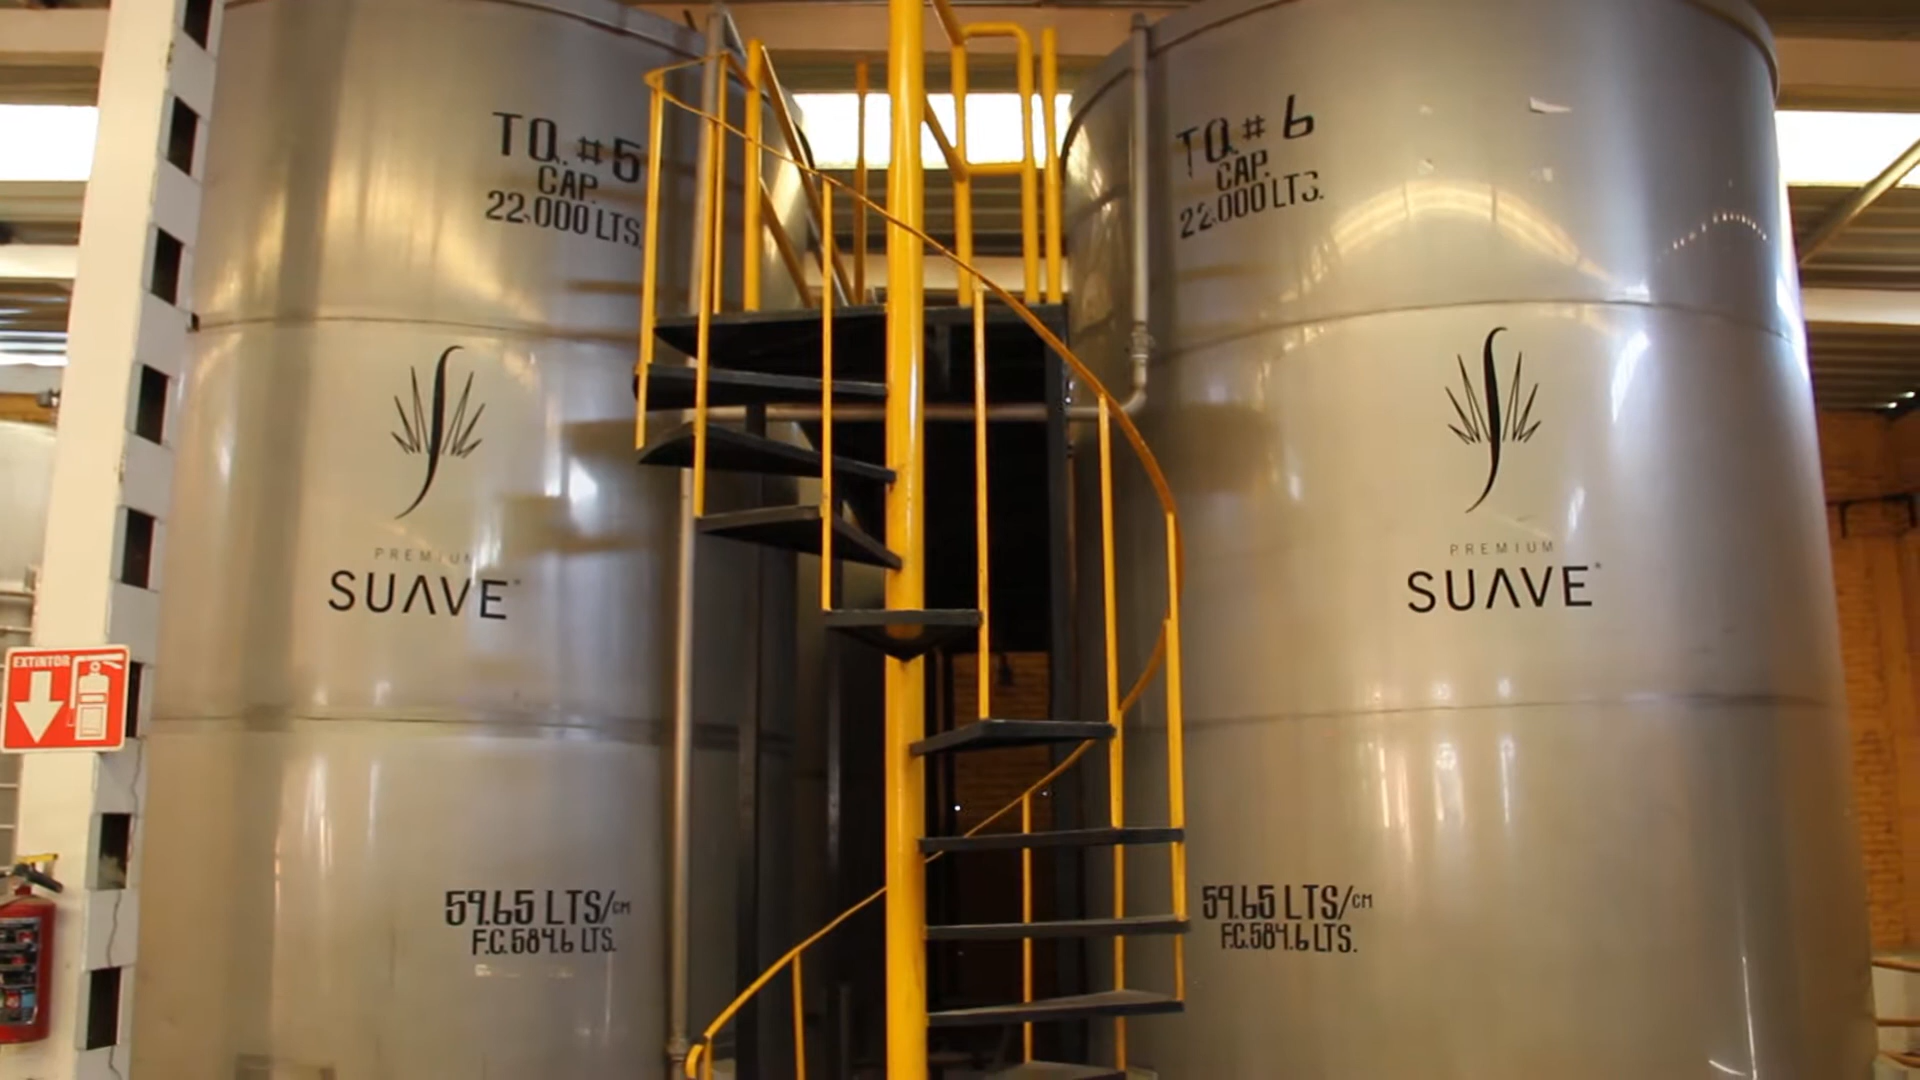 TQ. #5
CAP.
22,000 LTS.
PREMIUM
SUAVE
59.65 LTS/CM
F.C. 584.6 LTS.
TQ. # 6
CAP.
22,000 LTS.
PREMIUM
SUAVE
59.65 LTS/CM
F.C. 584.6 LTS.
EXTINTOR